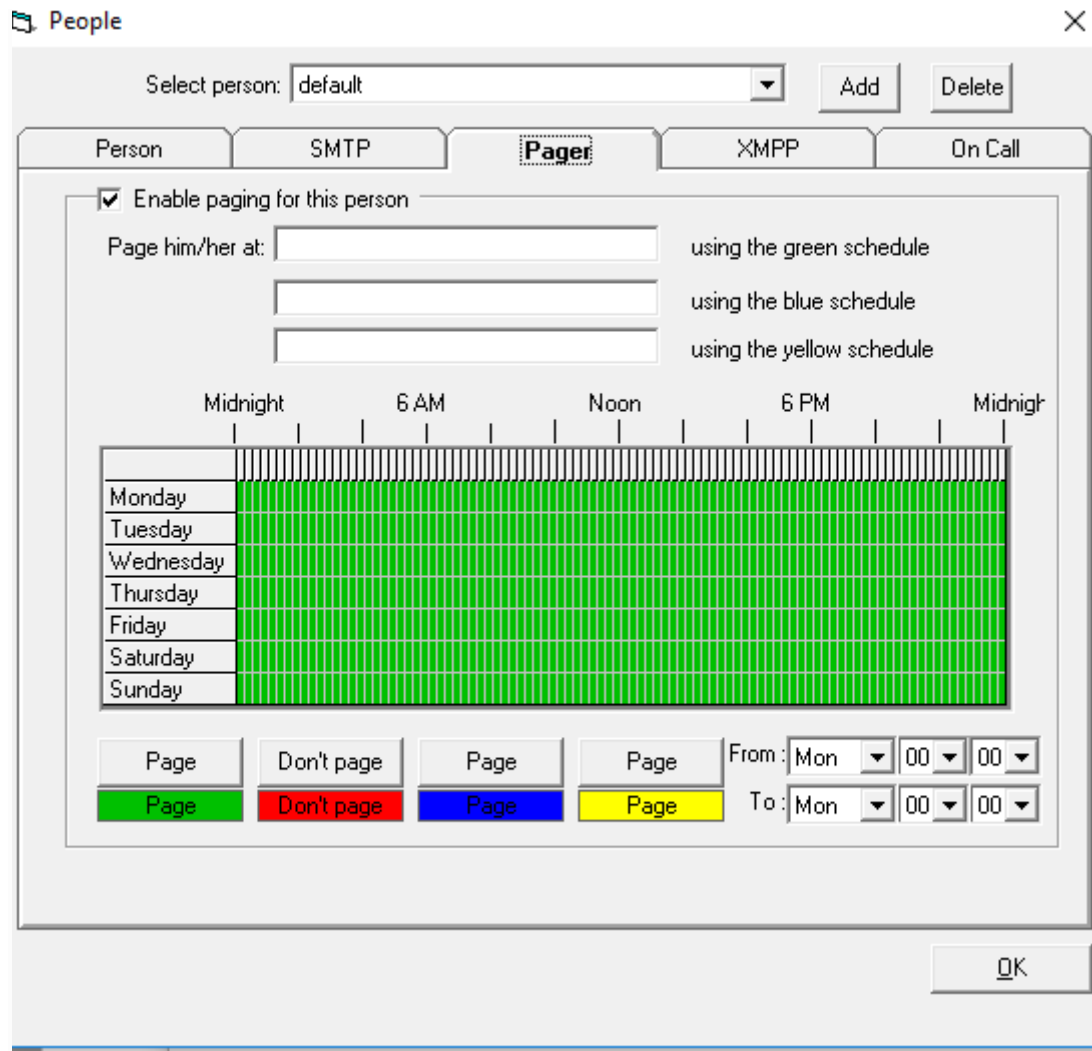 People
Select person: default Add Delete
Person SMTP Pager XMPP On Call
Enable paging for this person
Page him/her at: using the green schedule
using the blue schedule
using the yellow schedule
Midnight 6 AM Noon 6 PM Midnigh
Monday
Tuesday
Wednesday
Thursday
Friday
Saturday
Sunday
Page Don't page Page Page From : Mon 00 00
Page Don't page Page Page To : Mon 00 00
OK